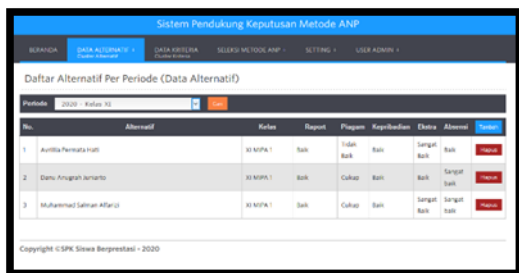 Sistem Pendukung Keputusan Metode ANP
BERANDA DATA ALTERNATIF DATA KRITERIA SELEKSI METODE ANP SETTING USER ADMIN
Cluster Alternatif Cluster Kriteria
Daftar Alternatif Per Periode (Data Alternatif)
Periode 2020 - Kelas XI Cari
No. Alternatif Kelas Raport Piagam Kepribadian Ekstra Absensi Tambah
1 Avrillia Permata Hati XI MIPA 1 Baik Tidak Baik Baik Sangat Baik Baik Hapus
2 Danu Anugrah XI MIPA 1 Baik Cukup Baik Baik Sangat baik Hapus
3 Muhammad Salman Alfarizi XI MIPA 1 Baik Cukup Baik Sangat Baik Sangat baik Hapus
Copyright ©SPK Siswa Berprestasi - 2020